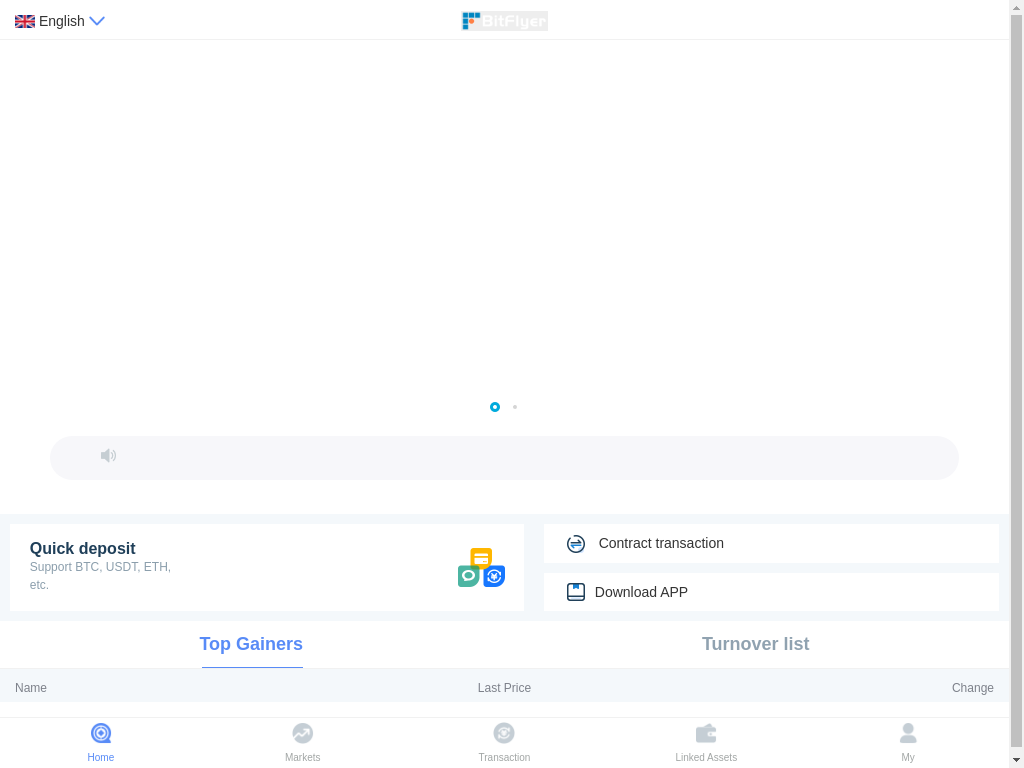 English
BitFlyer
Quick deposit
Support BTC, USDT, ETH,
etc.
Contract transaction
Download APP
Top Gainers
Turnover list
Name
Last Price
Change
Home
Markets
Transaction
Linked Assets
My